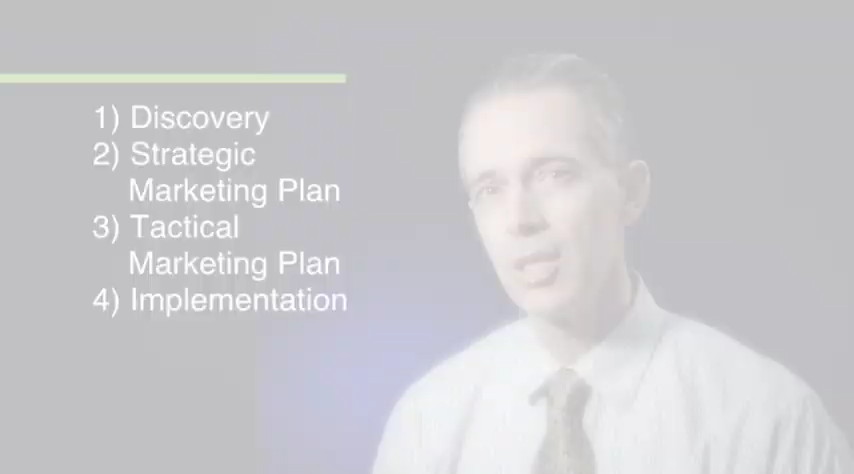 1) Discovery
2) Strategic
Marketing Plan
3) Tactical
Marketing Plan
4) Implementation